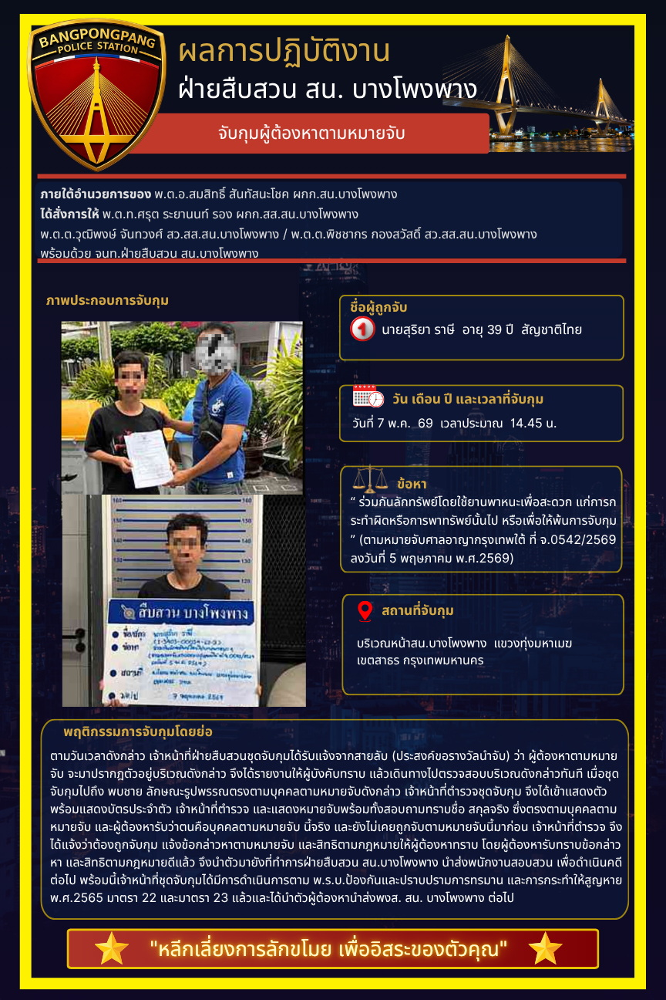 BANGPONGPANG
POLICE STATION
ผลการปฏิบัติงาน
ฝ่ายสืบสวน สน. บางโพงพาง
จับกุมผู้ต้องหาตามหมายจับ
ภายใต้อำนวยการของ พ.ต.อ.สมสิทธิ์ สันทัสนะโชค ผกก.สน.บางโพงพาง
ได้สั่งการให้ พ.ต.ท.ศรุต ระยานนท์ รอง ผกก.สส.สน.บางโพงพาง
พ.ต.ต.วุฒิพงษ์ จันทวงศ์ สว.สส.สน.บางโพงพาง / พ.ต.ต.พิชชากร กองสวัสดิ์ สว.สส.สน.บางโพงพาง
พร้อมด้วย จนท.ฝ่ายสืบสวน สน.บางโพงพาง
ภาพประกอบการจับกุม
160 160
150
140
130 130
120 120
สืบสวน บางโพงพาง
ชื่อ/สกุล
ข้อหา
สถานที่
ว/ด/ป 7 พฤษภาคม 2569
ชื่อผู้ถูกจับ
1 นายสุริยา ราษี อายุ 39 ปี สัญชาติไทย
วัน เดือน ปี และเวลาที่จับกุม
วันที่ 7 พ.ค. 69 เวลาประมาณ 14.45 น.
ข้อหา
“ ร่วมกันลักทรัพย์โดยใช้ยานพาหนะเพื่อสะดวก แก่การก
ระทำผิดหรือการพาทรัพย์นั้นไป หรือเพื่อให้พ้นการจับกุม
” (ตามหมายจับศาลอาญากรุงเทพใต้ ที่ จ.0542/2569
ลงวันที่ 5 พฤษภาคม พ.ศ.2569)
สถานที่จับกุม
บริเวณหน้าสน.บางโพงพาง แขวงทุ่งมหาเมฆ
เขตสาธร กรุงเทพมหานคร
พฤติกรรมการจับกุมโดยย่อ
ตามวันเวลาดังกล่าว เจ้าหน้าที่ฝ่ายสืบสวนชุดจับกุมได้รับแจ้งจากสายลับ (ประสงค์ขอรางวัลนำจับ) ว่า ผู้ต้องหาตามหมาย
จับ จะมาปรากฎตัวอยู่บริเวณดังกล่าว จึงได้รายงานให้ผู้บังคับทราบ แล้วเดินทางไปตรวจสอบบริเวณดังกล่าวทันที เมื่อชุด
จับกุมไปถึง พบชาย ลักษณะรูปพรรณตรงตามบุคคลตามหมายจับดังกล่าว เจ้าหน้าที่ตำรวจชุดจับกุม จึงได้เข้าแสดงตัว
พร้อมแสดงบัตรประจำตัว เจ้าหน้าที่ตำรวจ และแสดงหมายจับพร้อมทั้งสอบถามทราบชื่อ สกุลจริง ซึ่งตรงตามบุคคลตาม
หมายจับ และผู้ต้องหารับว่าตนคือบุคคลตามหมายจับ นี้จริง และยังไม่เคยถูกจับตามหมายจับนี้มาก่อน เจ้าหน้าที่ตำรวจ จึง
ได้แจ้งว่าต้องถูกจับกุม แจ้งข้อกล่าวหาตามหมายจับ และสิทธิตามกฎหมายให้ผู้ต้องหาทราบ โดยผู้ต้องหารับทราบข้อกล่าว
หา และสิทธิตามกฎหมายดีแล้ว จึงนำตัวมายังที่ทำการฝ่ายสืบสวน สน.บางโพงพาง นำส่งพนักงานสอบสวน เพื่อดำเนินคดี
ต่อไป พร้อมนี้เจ้าหน้าที่ชุดจับกุมได้มีการดำเนินการตาม พ.ร.บ.ป้องกันและปราบปรามการทรมาน และการกระทำให้สูญหาย
พ.ศ.2565 มาตรา 22 และมาตรา 23 แล้วและได้นำตัวผู้ต้องหานำส่งพงส. สน. บางโพงพาง ต่อไป
"หลีกเลี่ยงการลักขโมย เพื่ออิสระของตัวคุณ"